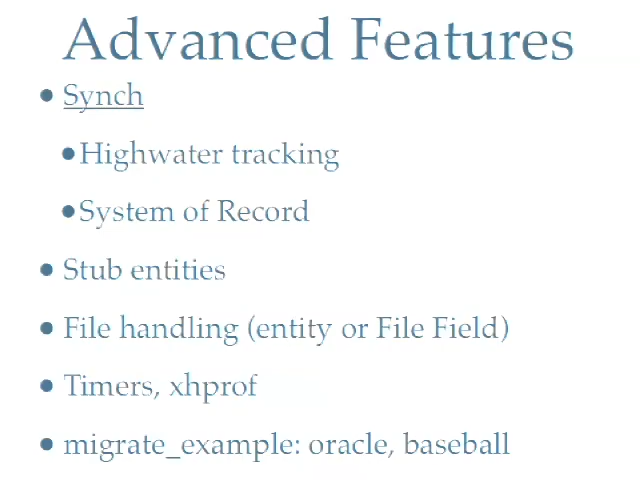 Advanced Features
• Synch
•Highwater tracking
•System of Record
• Stub entities
• File handling (entity or File Field)
• Timers, xhprof
• migrate_example: oracle, baseball